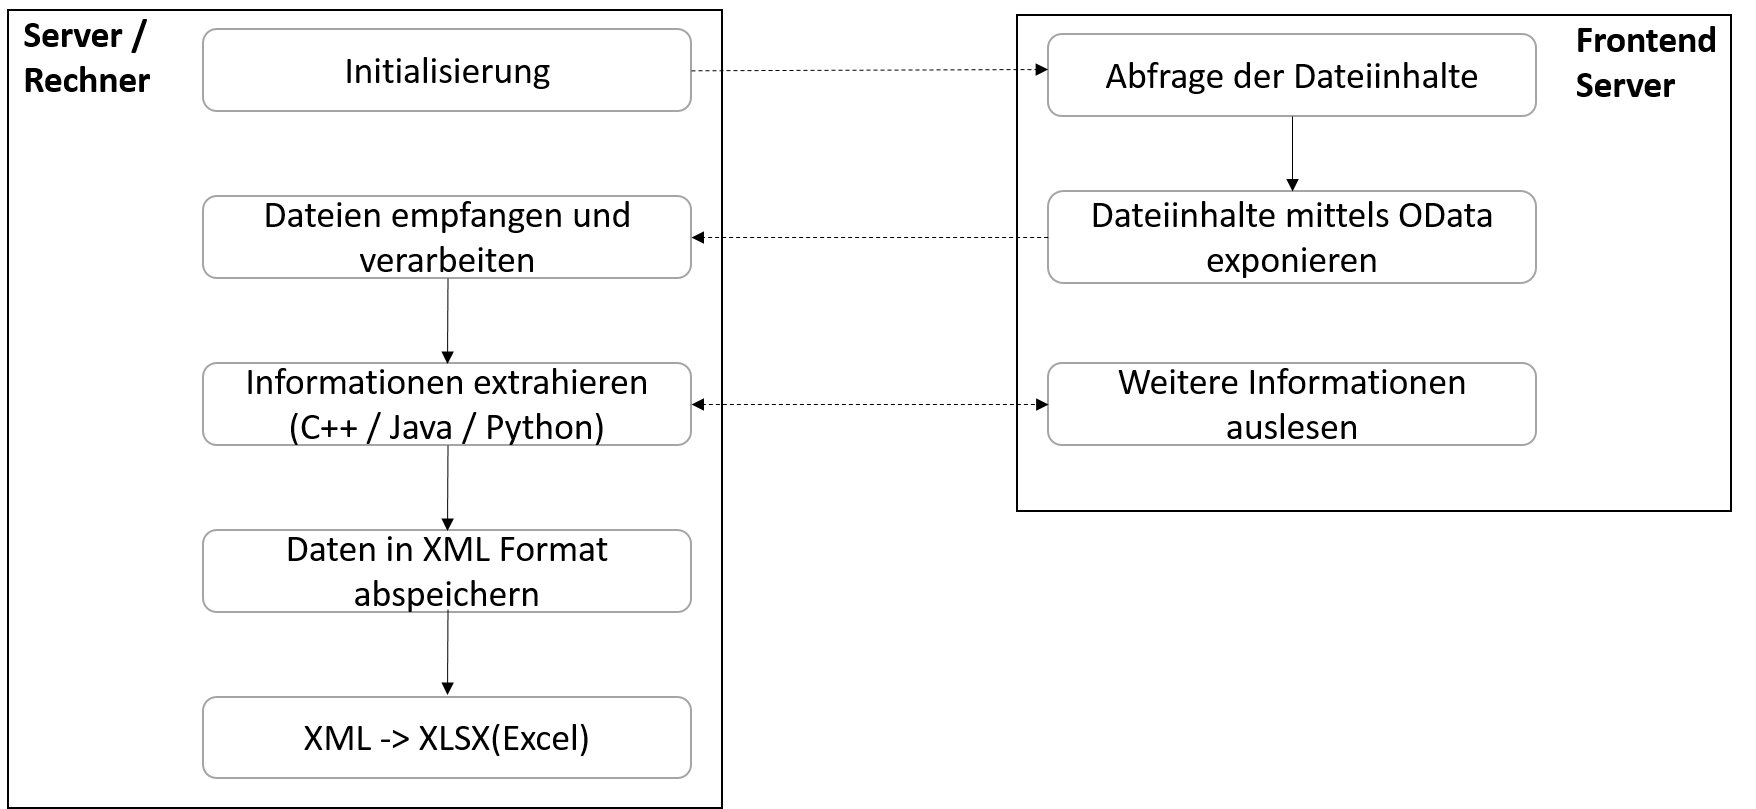 Server /
Rechner
Initialisierung
Dateien empfangen und
verarbeiten
Informationen extrahieren
(C++ / Java / Python)
Daten in XML Format
abspeichern
XML -> XLSX(Excel)
Frontend
Server
Abfrage der Dateiinhalte
Dateiinhalte mittels OData
exponieren
Weitere Informationen
auslesen